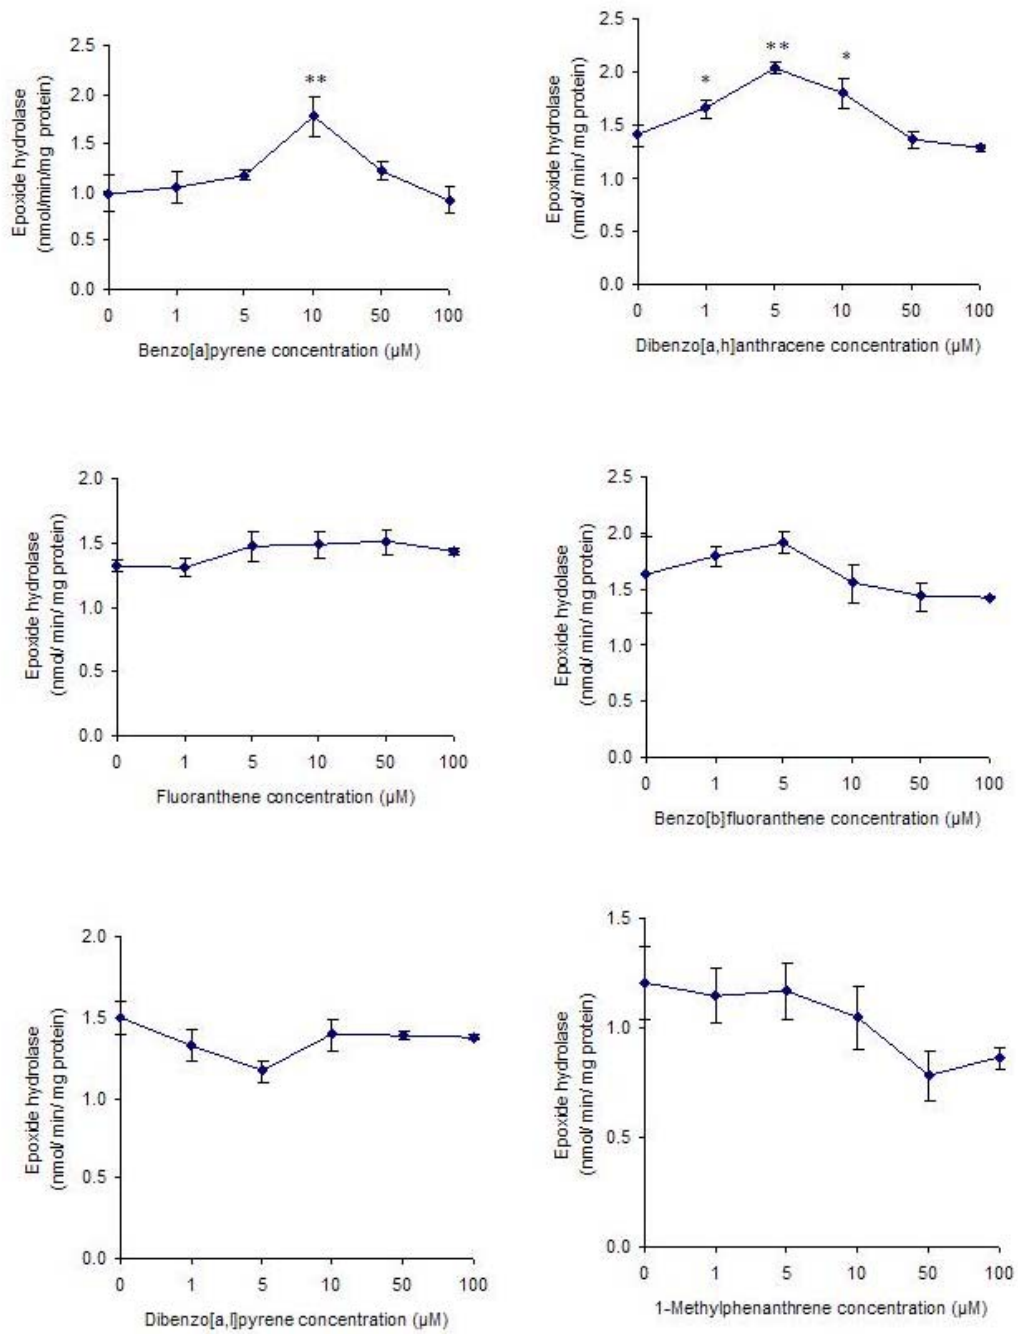 2.5
2.0
1.5
1.0
0.5
0.0
Epoxide hydrolase
(nmol/min/mg protein)
**
0 1 5 10 50 100
Benzo[a]pyrene concentration (µM)
2.5
2.0
1.5
1.0
0.5
0.0
Epoxide hydrolase
(nmol/ min/ mg protein)
* ** *
0 1 5 10 50 100
Dibenzo[a,h]anthracene concentration (µM)
2.0
1.5
1.0
0.5
0.0
Epoxide hydrolase
(nmol/ min/ mg protein)
0 1 5 10 50 100
Fluoranthene concentration (µM)
2.5
2.0
1.5
1.0
0.5
0.0
Epoxide hydolase
(nmol/ min/ mg protein)
0 1 5 10 50 100
Benzo[b]fluoranthene concentration (µM)
2.0
1.5
1.0
0.5
0.0
Epoxide hydrolase
(nmol/ min/ mg protein)
0 1 5 10 50 100
Dibenzo[a,l]pyrene concentration (µM)
1.5
1.0
0.5
0.0
Epoxide hydrolase
(nmol/ min/ mg protein)
0 1 5 10 50 100
1-Methylphenanthrene concentration (µM)